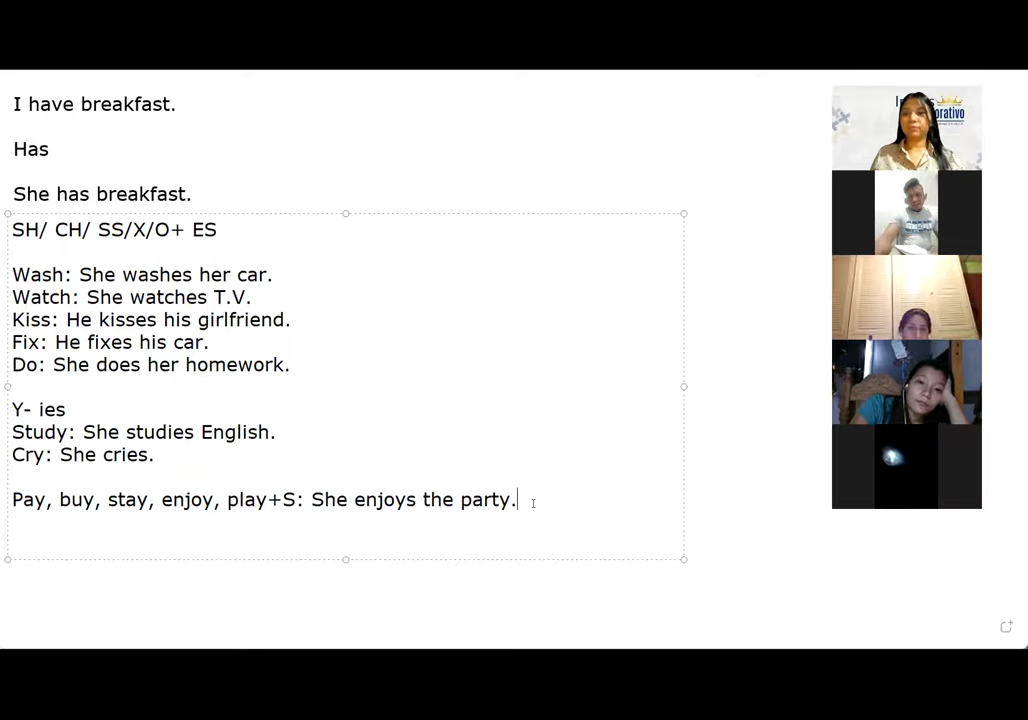 I have breakfast.
Has
She has breakfast.
SH/ CH/ SS/X/O+ ES
Wash: She washes her car.
Watch: She watches T.V.
Kiss: He kisses his girlfriend.
Fix: He fixes his car.
Do: She does her homework.
Y- ies
Study: She studies English.
Cry: She cries.
Pay, buy, stay, enjoy, play+S: She enjoys the party.